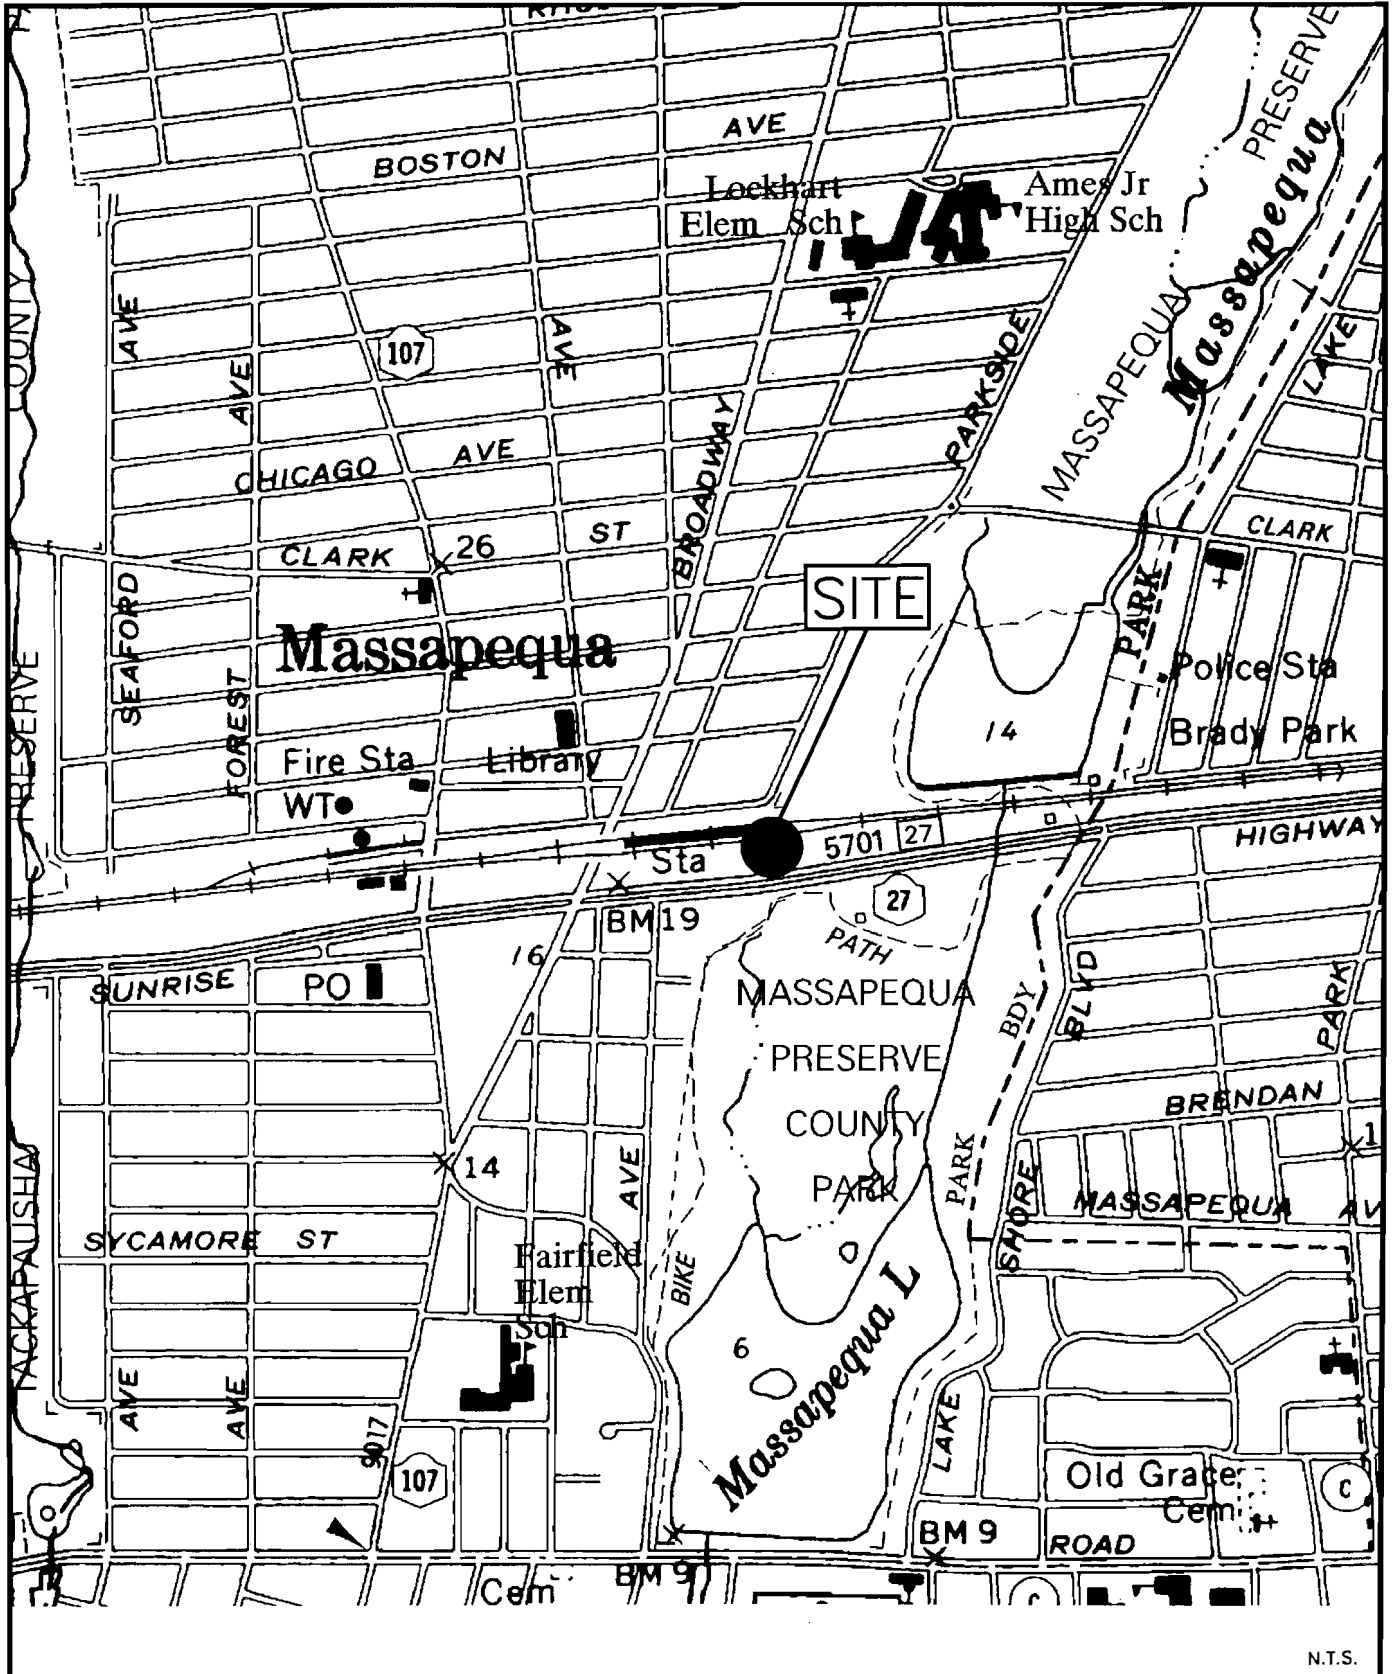 PRESERVE
Massapequa
AVE
BOSTON
Lockhart
Elem Sch
Ames Jr
High Sch
COUNTY
AVE
AVE
AVE
107
PARKSIDE
MASSAPEQUA
LAKE
BROADWAY
CHICAGO AVE
CLARK ST
26
CLARK
SITE
PARK
SEAFORD
Massapequa
PRESERVE
FOREST
Police Sta
Brady Park
14
Fire Sta
Library
WT
Sta
5701 27
HIGHWAY
27
BM 19
PATH
16
SUNRISE
PO
MASSAPEQUA
PRESERVE
COUNTY
PARK
BDY
BLVD
PARK
BRENDAN
14
AVE
PARK
SHORE
MASSAPEQUA AV
TACKAPAUSHA
SYCAMORE ST
Fairfield
Elem
Sch
BIKE
6
Massapequa L
AVE
AVE
107
LAKE
Old Grace
Cem
C
BM 9
ROAD
BM 9
Cem
N.T.S.